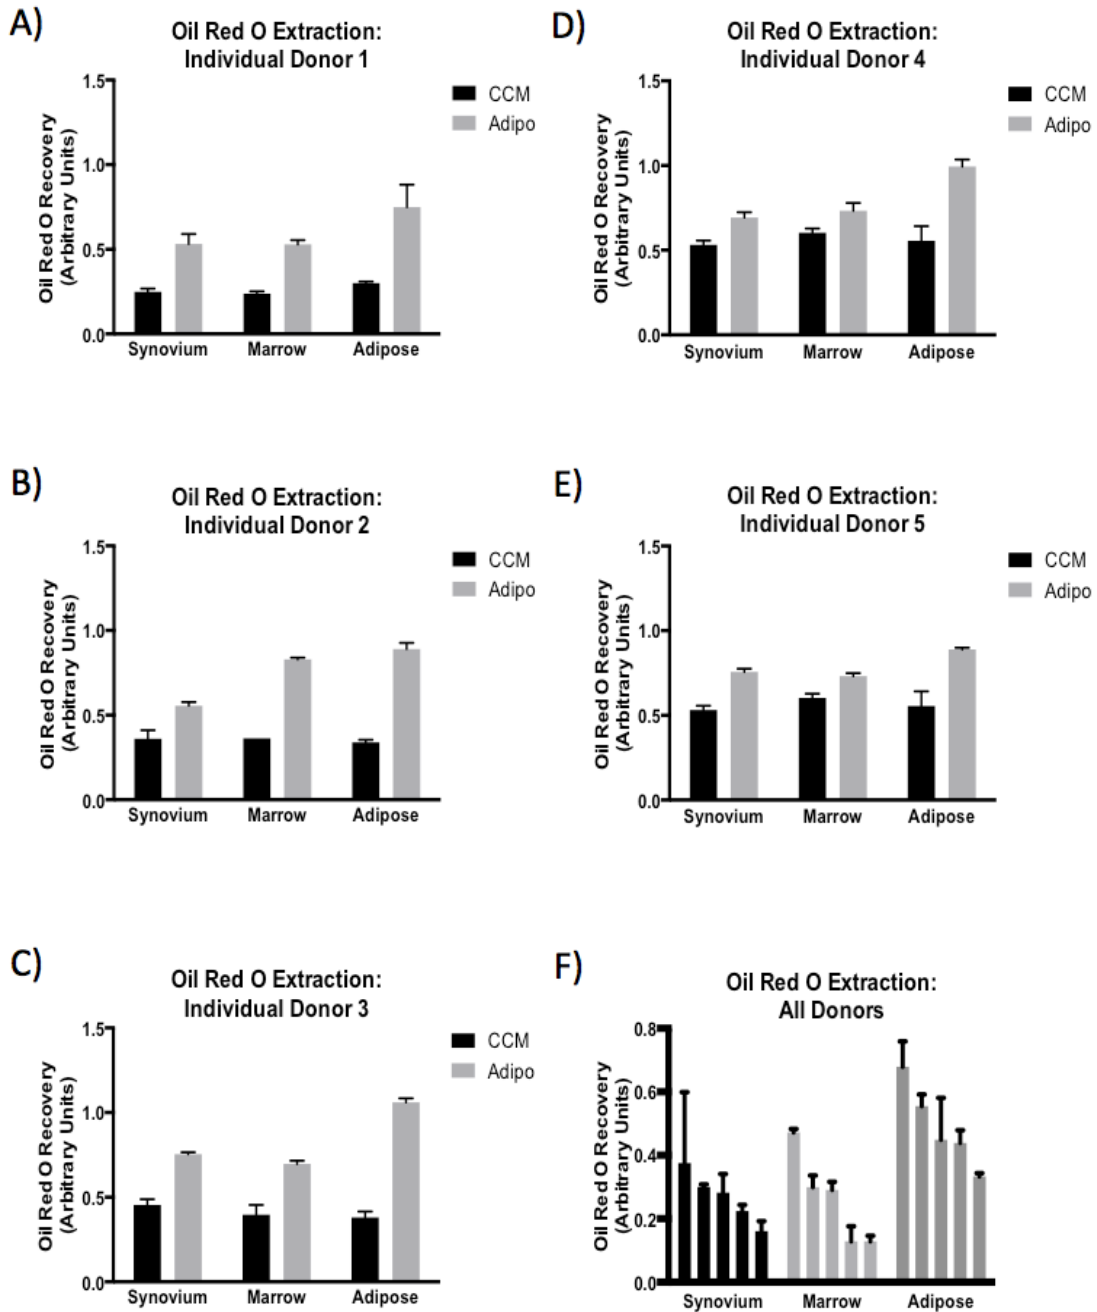 A)
Oil Red O Extraction:
Individual Donor 1
Oil Red O Recovery
(Arbitrary Units)
1.5
1.0
0.5
0.0
Synovium Marrow Adipose
CCM
Adipo
D)
Oil Red O Extraction:
Individual Donor 4
Oil Red O Recovery
(Arbitrary Units)
1.5
1.0
0.5
0.0
Synovium Marrow Adipose
CCM
Adipo
B)
Oil Red O Extraction:
Individual Donor 2
Oil Red O Recovery
(Arbitrary Units)
1.5
1.0
0.5
0.0
Synovium Marrow Adipose
CCM
Adipo
E)
Oil Red O Extraction:
Individual Donor 5
Oil Red O Recovery
(Arbitrary Units)
1.5
1.0
0.5
0.0
Synovium Marrow Adipose
CCM
Adipo
C)
Oil Red O Extraction:
Individual Donor 3
Oil Red O Recovery
(Arbitrary Units)
1.5
1.0
0.5
0.0
Synovium Marrow Adipose
CCM
Adipo
F)
Oil Red O Extraction:
All Donors
Oil Red O Recovery
(Arbitrary Units)
0.8
0.6
0.4
0.2
0.0
Synovium Marrow Adipose